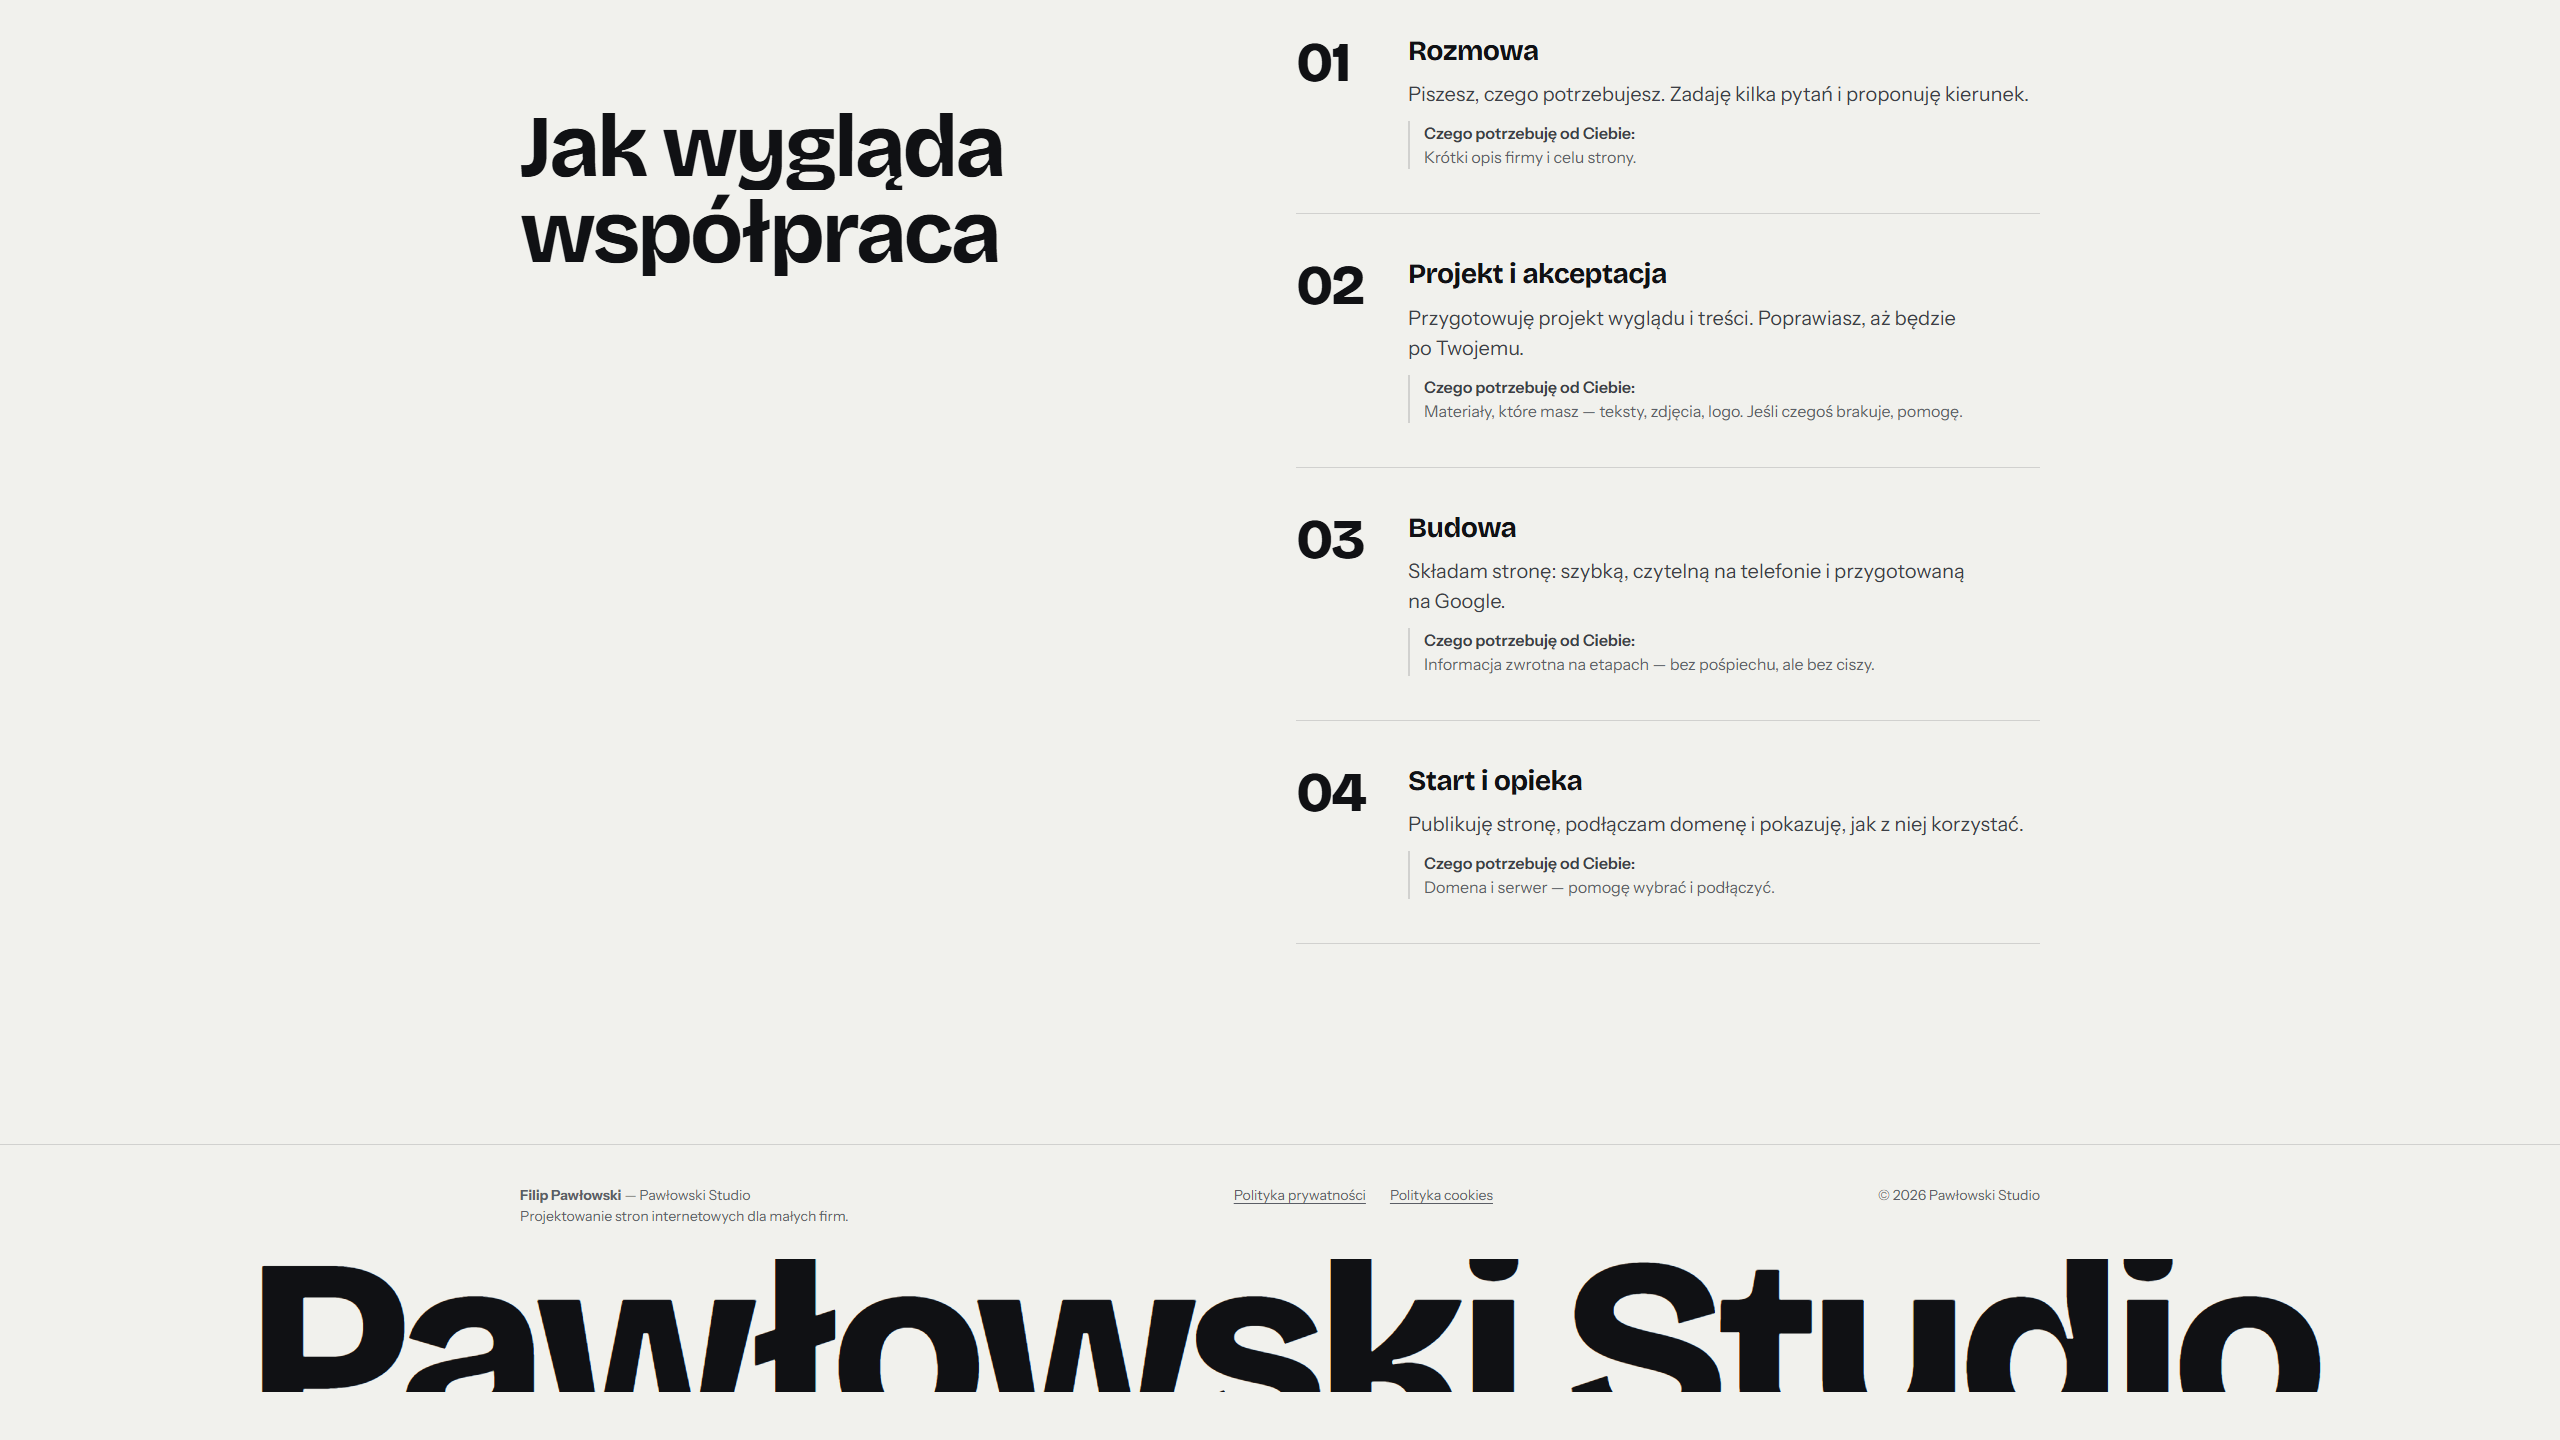 Jak wygląda
współpraca
01
Rozmowa
Piszesz, czego potrzebujesz. Zadaję kilka pytań i proponuję kierunek.
Czego potrzebuję od Ciebie:
Krótki opis firmy i celu strony.
02
Projekt i akceptacja
Przygotowuję projekt wyglądu i treści. Poprawiasz, aż będzie
po Twojemu.
Czego potrzebuję od Ciebie:
Materiały, które masz — teksty, zdjęcia, logo. Jeśli czegoś brakuje, pomogę.
03
Budowa
Składam stronę: szybką, czytelną na telefonie i przygotowaną
na Google.
Czego potrzebuję od Ciebie:
Informacja zwrotna na etapach — bez pośpiechu, ale bez ciszy.
04
Start i opieka
Publikuję stronę, podłączam domenę i pokazuję, jak z niej korzystać.
Czego potrzebuję od Ciebie:
Domena i serwer — pomogę wybrać i podłączyć.
Filip Pawłowski — Pawłowski Studio
Projektowanie stron internetowych dla małych firm.
Polityka prywatności
Polityka cookies
© 2026 Pawłowski Studio
Pawłowski Studio